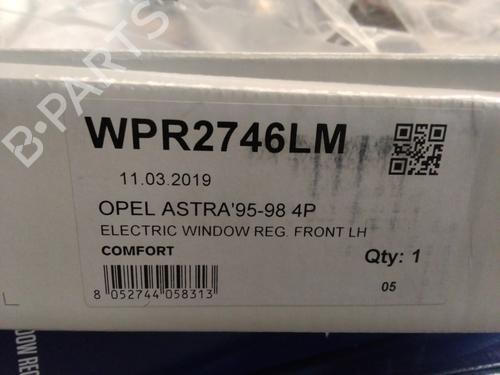 WPR2746LM
11.03.2019
OPEL ASTRA'95-98 4P
ELECTRIC WINDOW REG. FRONT LH
COMFORT
Qty: 1
8 052744 058313
05
B-PARTS